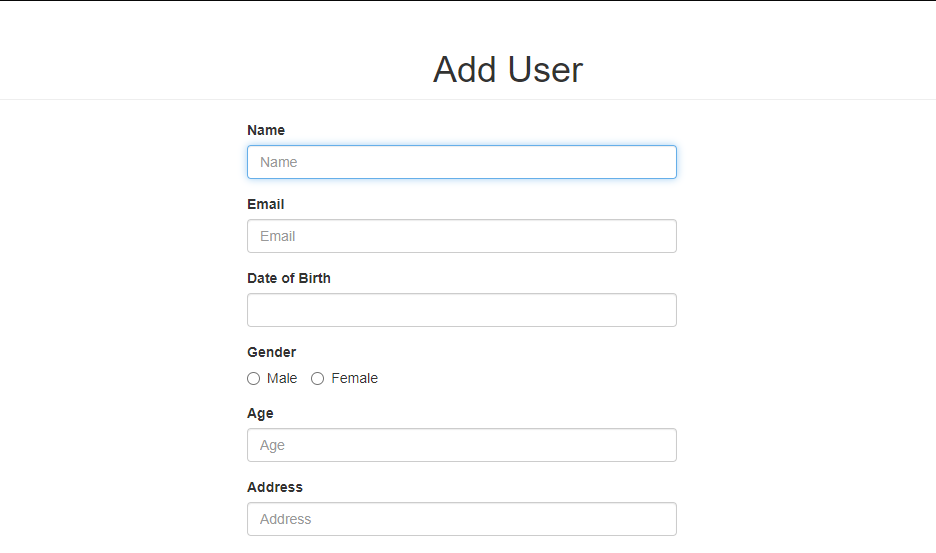 Add User
Name
Name
Email
Email
Date of Birth
Gender
Male Female
Age
Age
Address
Address